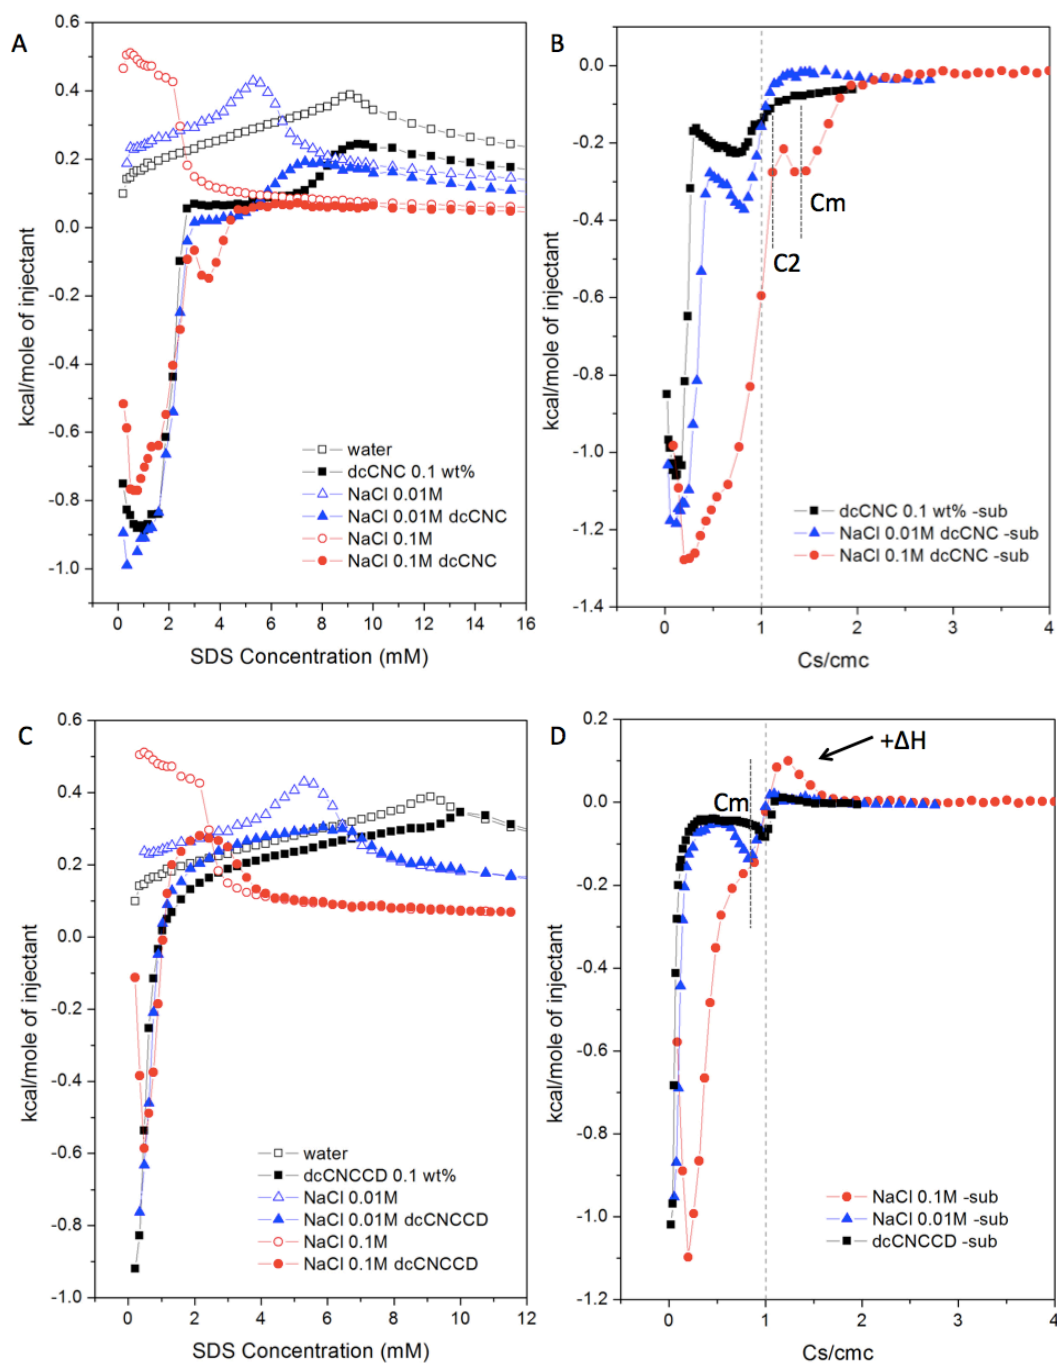 A
0.6
0.4
0.2
0.0
-0.2
-0.4
-0.6
-0.8
-1.0
kcal/mole of injectant
water
dcCNC 0.1 wt%
NaCl 0.01M
NaCl 0.01M dcCNC
NaCl 0.1M
NaCl 0.1M dcCNC
0 2 4 6 8 10 12 14 16
SDS Concentration (mM)
B
0.0
-0.2
-0.4
-0.6
-0.8
-1.0
-1.2
-1.4
kcal/mole of injectant
Cm
C2
dcCNC 0.1 wt% -sub
NaCl 0.01M dcCNC -sub
NaCl 0.1M dcCNC -sub
0 1 2 3 4
Cs/cmc
C
0.6
0.4
0.2
0.0
-0.2
-0.4
-0.6
-0.8
-1.0
kcal/mole of injectant
water
dcCNCCD 0.1 wt%
NaCl 0.01M
NaCl 0.01M dcCNCCD
NaCl 0.1M
NaCl 0.1M dcCNCCD
0 2 4 6 8 10 12
SDS Concentration (mM)
D
0.2
0.0
-0.2
-0.4
-0.6
-0.8
-1.0
-1.2
kcal/mole of injectant
+ΔH
Cm
NaCl 0.1M -sub
NaCl 0.01M -sub
dcCNCCD -sub
0 1 2 3 4
Cs/cmc